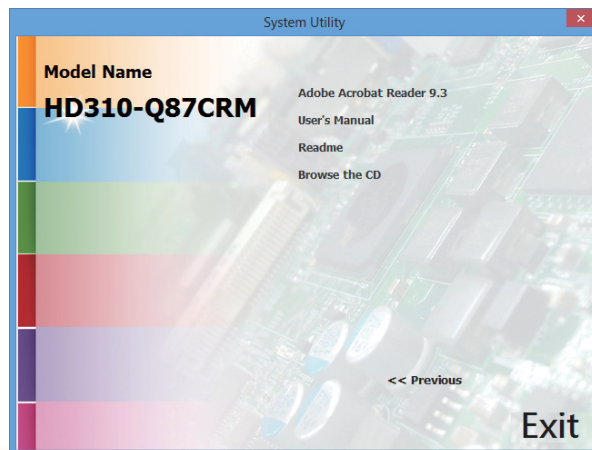 System Utility
Model Name
HD310-Q87CRM
Adobe Acrobat Reader 9.3
User's Manual
Readme
Browse the CD
<< Previous
Exit